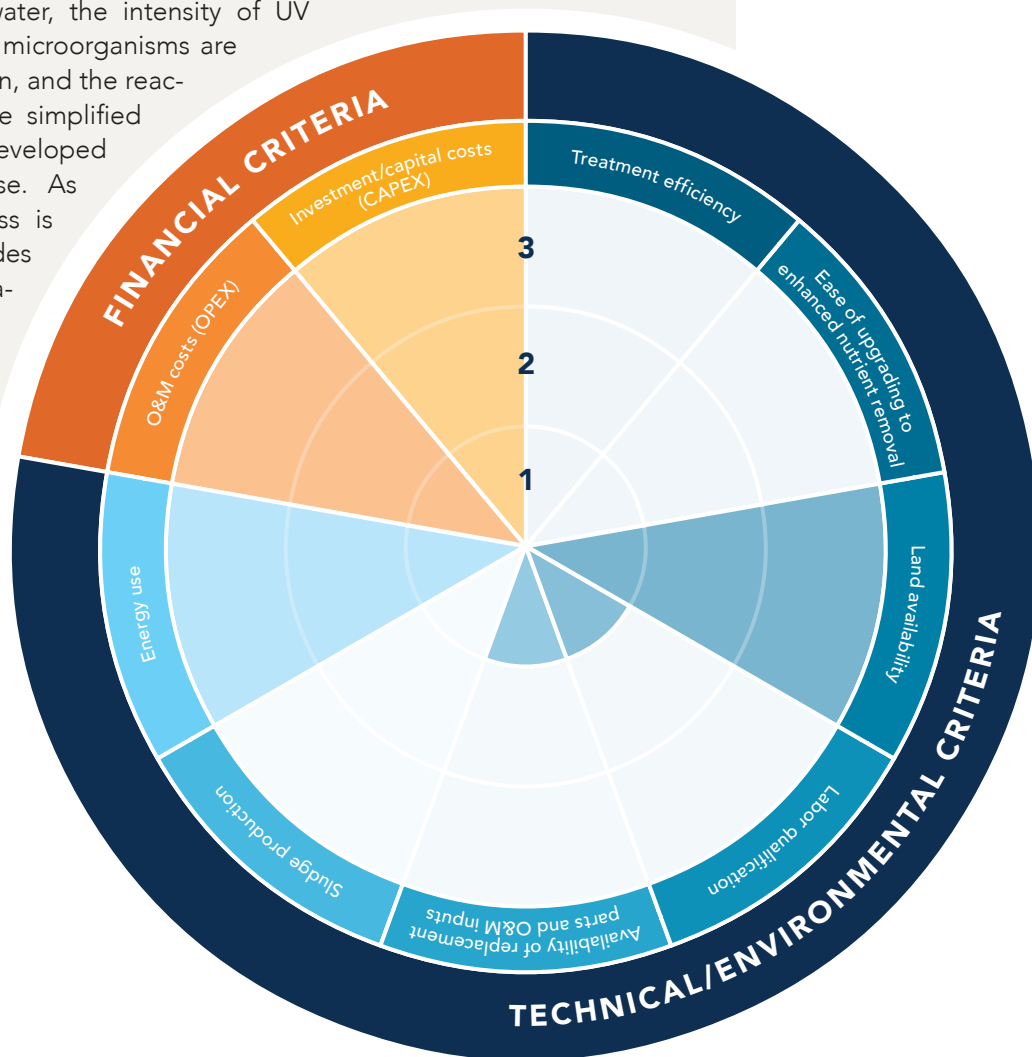 water, the intensity of UV
microorganisms are
n, and the reac-
e simplified
eveloped
se. As
ss is
des
a-
FINANCIAL CRITERIA
Investment/capital costs
(CAPEX)
O&M costs (OPEX)
Treatment efficiency
Ease of upgrading to
enhanced nutrient removal
3
2
1
Energy use
Land availability
Sludge production
Availability of replacement
parts and O&M inputs
Labor qualification
TECHNICAL/ENVIRONMENTAL CRITERIA